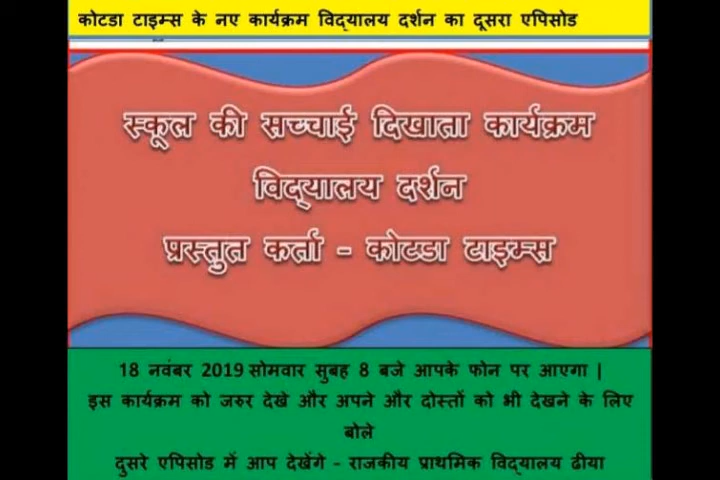 कोटडा टाइम्स के नए कार्यक्रम विद्यालय दर्शन का दूसरा एपिसोड
स्कूल की सच्चाई दिखाता कार्यक्रम
विद्यालय दर्शन
प्रस्तुत कर्ता - कोटडा टाइम्स
18 नवंबर 2019 सोमवार सुबह 8 बजे आपके फोन पर आएगा |
इस कार्यक्रम को जरुर देखे और अपने और दोस्तों को भी देखने के लिए
बोले
दुसरे एपिसोड में आप देखेंगे - राजकीय प्राथमिक विद्यालय ढीया